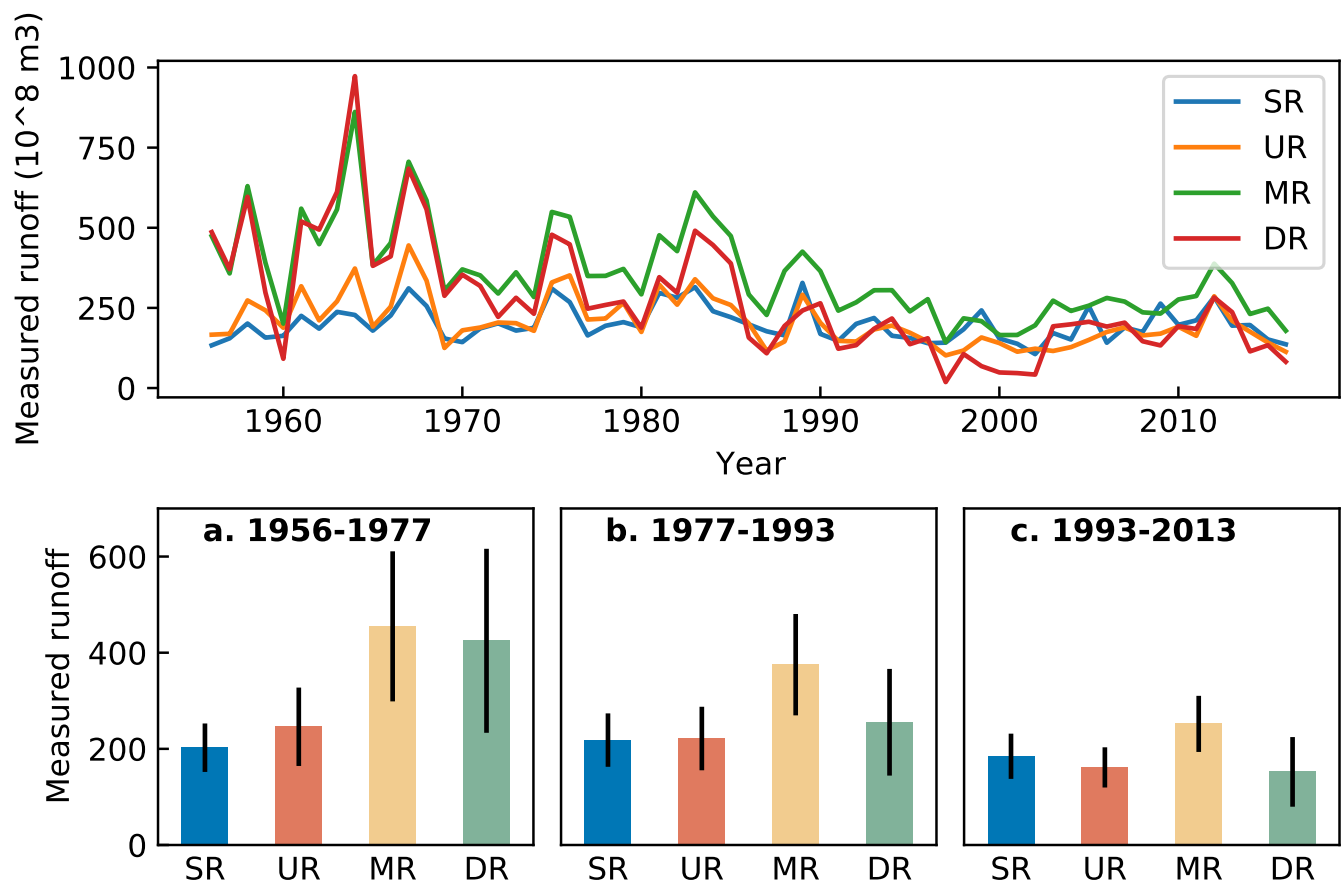 Measured runoff (10^8 m3)
1000
750
500
250
0
SR
UR
MR
DR
1960 1970 1980 1990 2000 2010
Year
Measured runoff
600
400
200
0
a. 1956-1977
b. 1977-1993
c. 1993-2013
SR UR MR DR
SR UR MR DR
SR UR MR DR